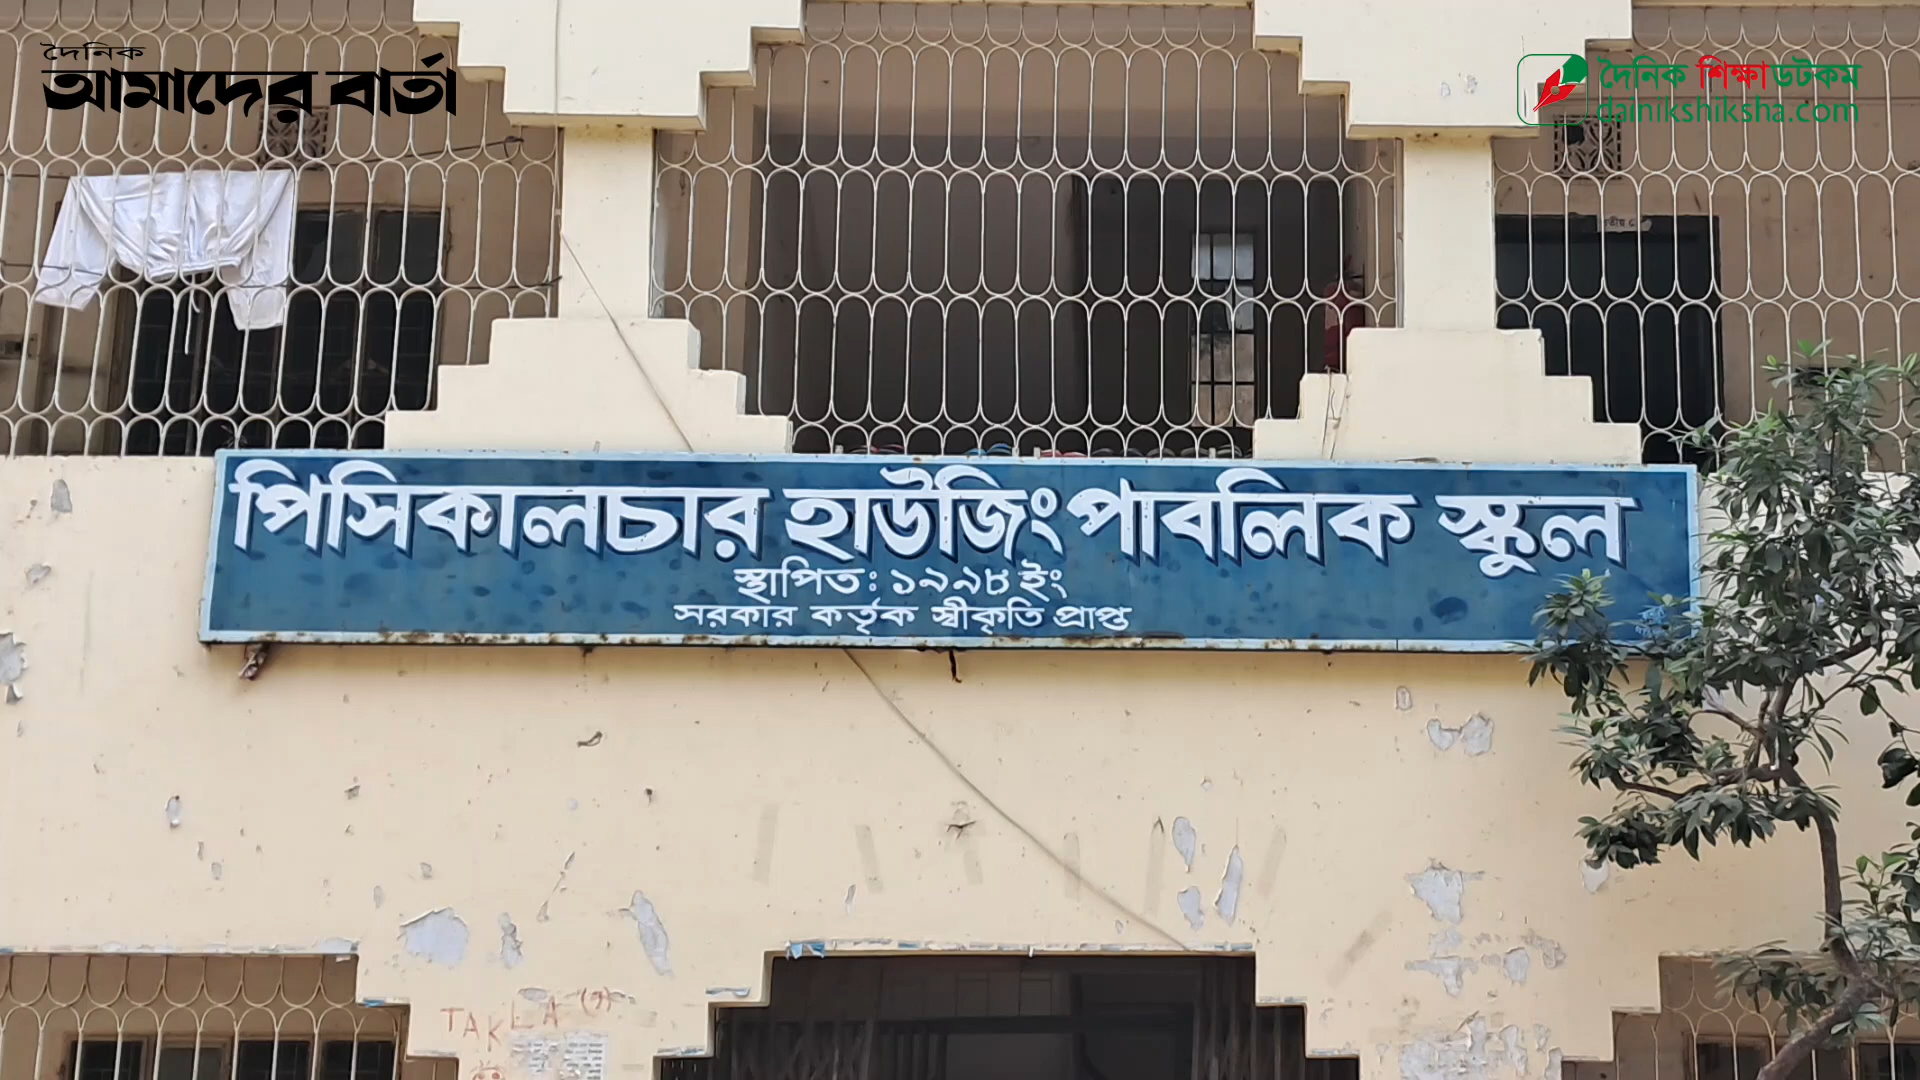 দৈনিক
আমাদের বার্তা
দৈনিক শিক্ষাডটকম
dainikshiksha.com
পিসিকালচার হাউজিং পাবলিক স্কুল
স্থাপিত: ১৯৯৮ ইং
সরকার কর্তৃক স্বীকৃতি প্রাপ্ত
TAKLA